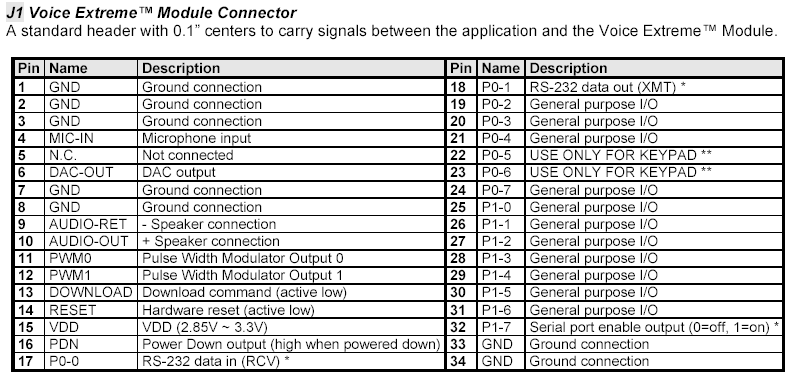 J1 Voice Extreme™ Module Connector
A standard header with 0.1" centers to carry signals between the application and the Voice Extreme™ Module.
Pin Name Description
1 GND Ground connection
2 GND Ground connection
3 GND Ground connection
4 MIC-IN Microphone input
5 N.C. Not connected
6 DAC-OUT DAC output
7 GND Ground connection
8 GND Ground connection
9 AUDIO-RET - Speaker connection
10 AUDIO-OUT + Speaker connection
11 PWM0 Pulse Width Modulator Output 0
12 PWM1 Pulse Width Modulator Output 1
13 DOWNLOAD Download command (active low)
14 RESET Hardware reset (active low)
15 VDD VDD (2.85V ~ 3.3V)
16 PDN Power Down output (high when powered down)
17 P0-0 RS-232 data in (RCV) *
Pin Name Description
18 P0-1 RS-232 data out (XMT) *
19 P0-2 General purpose I/O
20 P0-3 General purpose I/O
21 P0-4 General purpose I/O
22 P0-5 USE ONLY FOR KEYPAD **
23 P0-6 USE ONLY FOR KEYPAD **
24 P0-7 General purpose I/O
25 P1-0 General purpose I/O
26 P1-1 General purpose I/O
27 P1-2 General purpose I/O
28 P1-3 General purpose I/O
29 P1-4 General purpose I/O
30 P1-5 General purpose I/O
31 P1-6 General purpose I/O
32 P1-7 Serial port enable output (0=off, 1=on) *
33 GND Ground connection
34 GND Ground connection